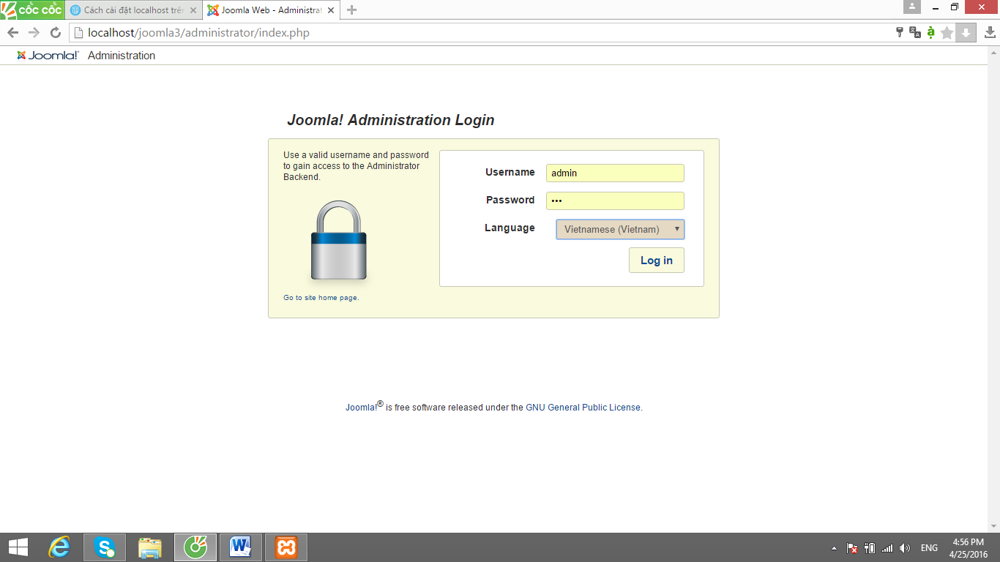 cốc cốc
Cách cài đặt localhost trên
Joomla Web - Administrat
localhost/joomla3/administrator/index.php
Joomla!® Administration
Joomla! Administration Login
Use a valid username and password
to gain access to the Administrator
Backend.
Username admin
Password •••
Language Vietnamese (Vietnam)
Log in
Go to site home page.
Joomla!® is free software released under the GNU General Public License.
ENG
4:56 PM
4/25/2016